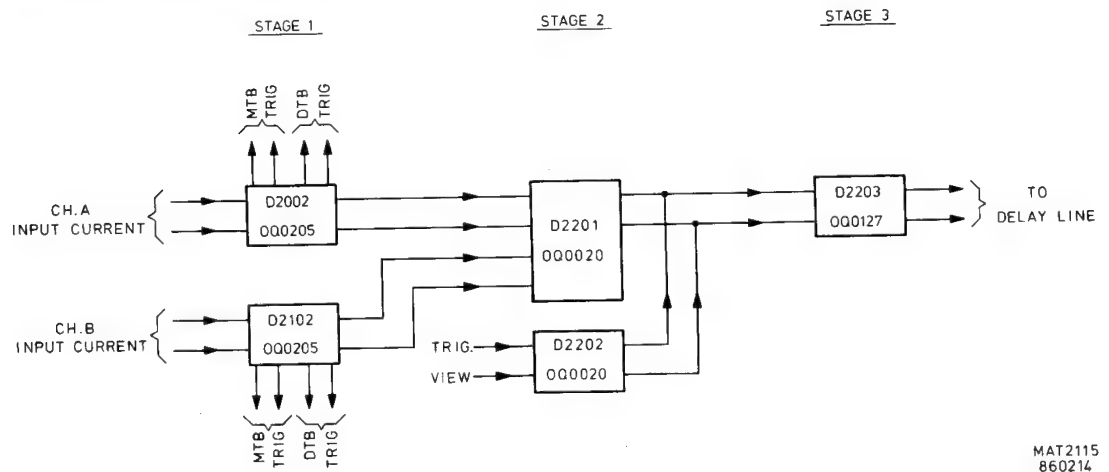 STAGE 1
STAGE 2
STAGE 3
MTB
TRIG
DTB
TRIG
CH.A
INPUT CURRENT
D2002
OQ0205
D2201
OQ0020
D2203
OQ0127
TO
DELAY LINE
CH.B
INPUT CURRENT
D2102
OQ0205
TRIG.
VIEW
D2202
OQ0020
MTB
TRIG
DTB
TRIG
MAT2115
860214